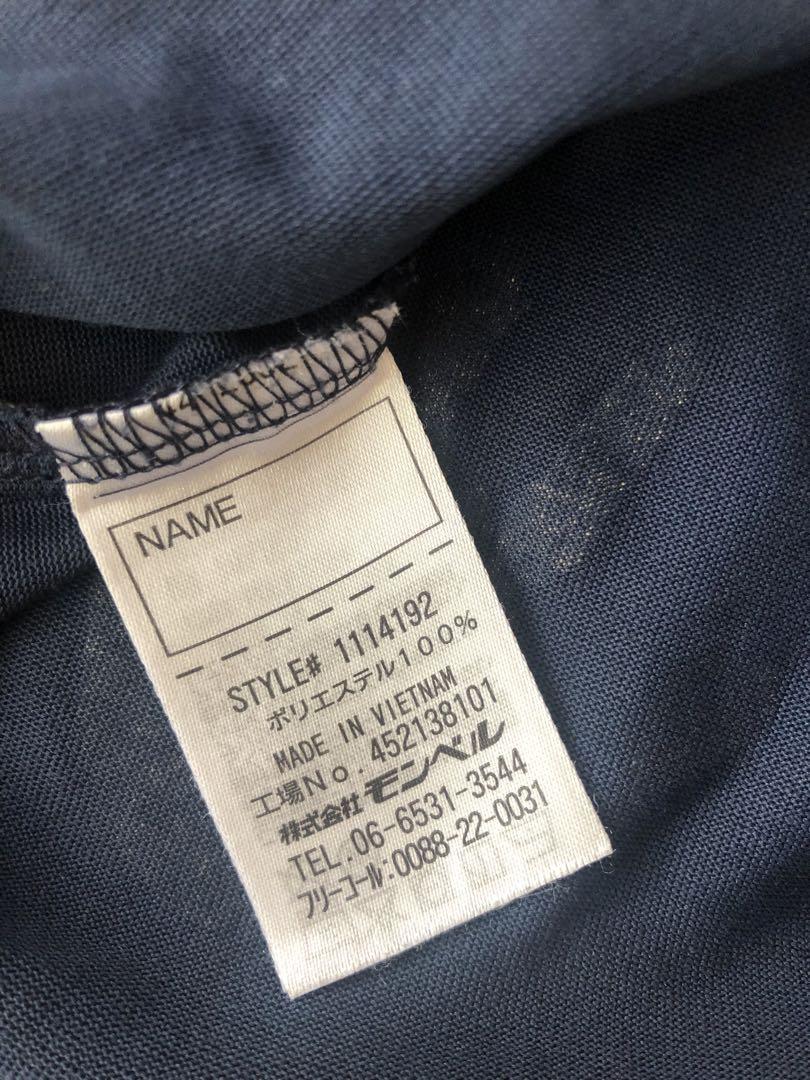 NAME
STYLE# 1114192
ポリエステル100%
MADE IN VIETNAM
工場No.452138101
株式会社 モンベル
TEL.06-6531-3544
フリーコール:0088-22-0031